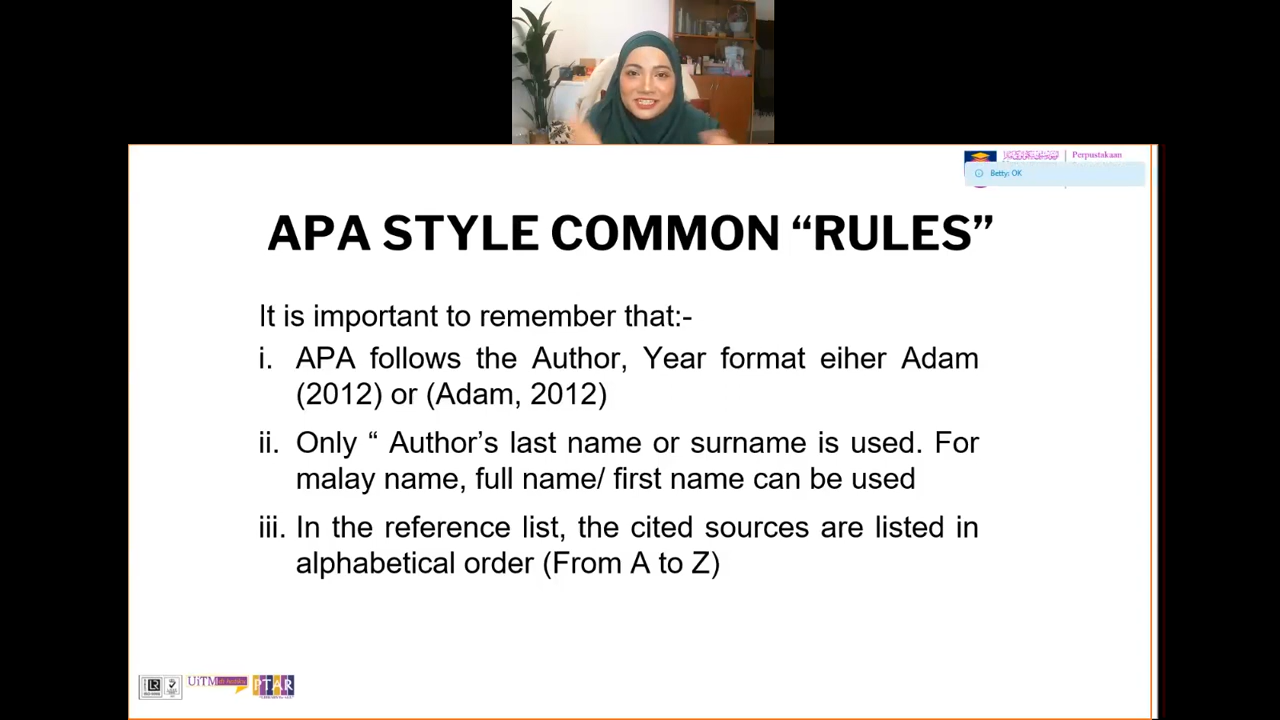 Perpustakaan
Betty: OK
APA STYLE COMMON “RULES”
It is important to remember that:-
i. APA follows the Author, Year format eiher Adam
(2012) or (Adam, 2012)
ii. Only “ Author’s last name or surname is used. For
malay name, full name/ first name can be used
iii. In the reference list, the cited sources are listed in
alphabetical order (From A to Z)
UiTM PTAR